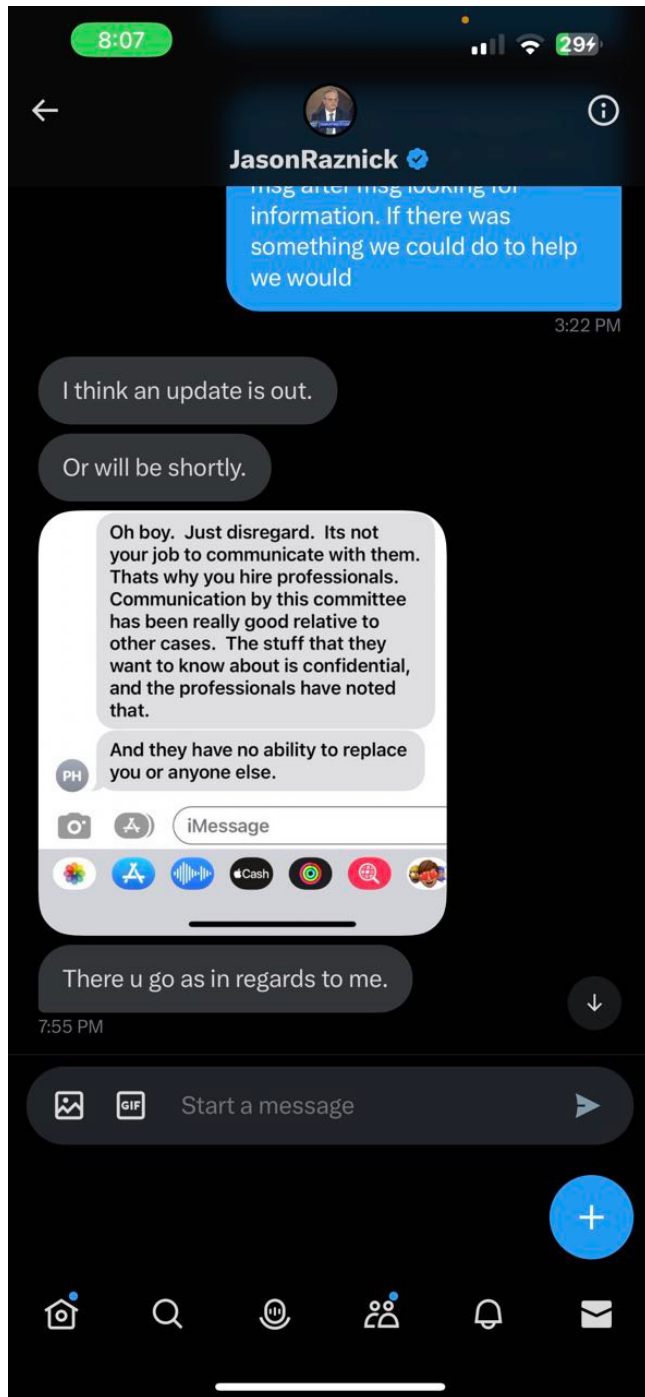 8:07
29
JasonRaznick
msg after msg looking for
information. If there was
something we could do to help
we would
3:22 PM
I think an update is out.
Or will be shortly.
Oh boy.  Just disregard.  Its not
your job to communicate with them.
Thats why you hire professionals.
Communication by this committee
has been really good relative to
other cases.  The stuff that they
want to know about is confidential,
and the professionals have noted
that.
And they have no ability to replace
you or anyone else.
PH
iMessage
Cash
There u go as in regards to me.
7:55 PM
GIF
Start a message